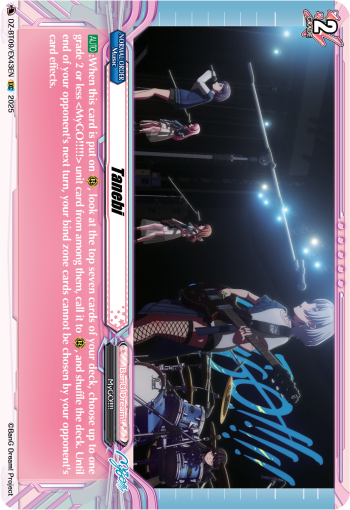 2
NORMAL ORDER
Music
Tanebi
BanG Dream!
MyGO!!!!!
AUTO:When this card is put on , look at the top seven cards of your deck, choose up to one
grade 2 or less <MyGO!!!!!> unit card from among them, call it to , and shuffle the deck. Until
end of your opponent's next turn, your bind zone cards cannot be chosen by your opponent's
card effects.
DZ-BT09/EX43EN 2025 ©BanG Dream! Project